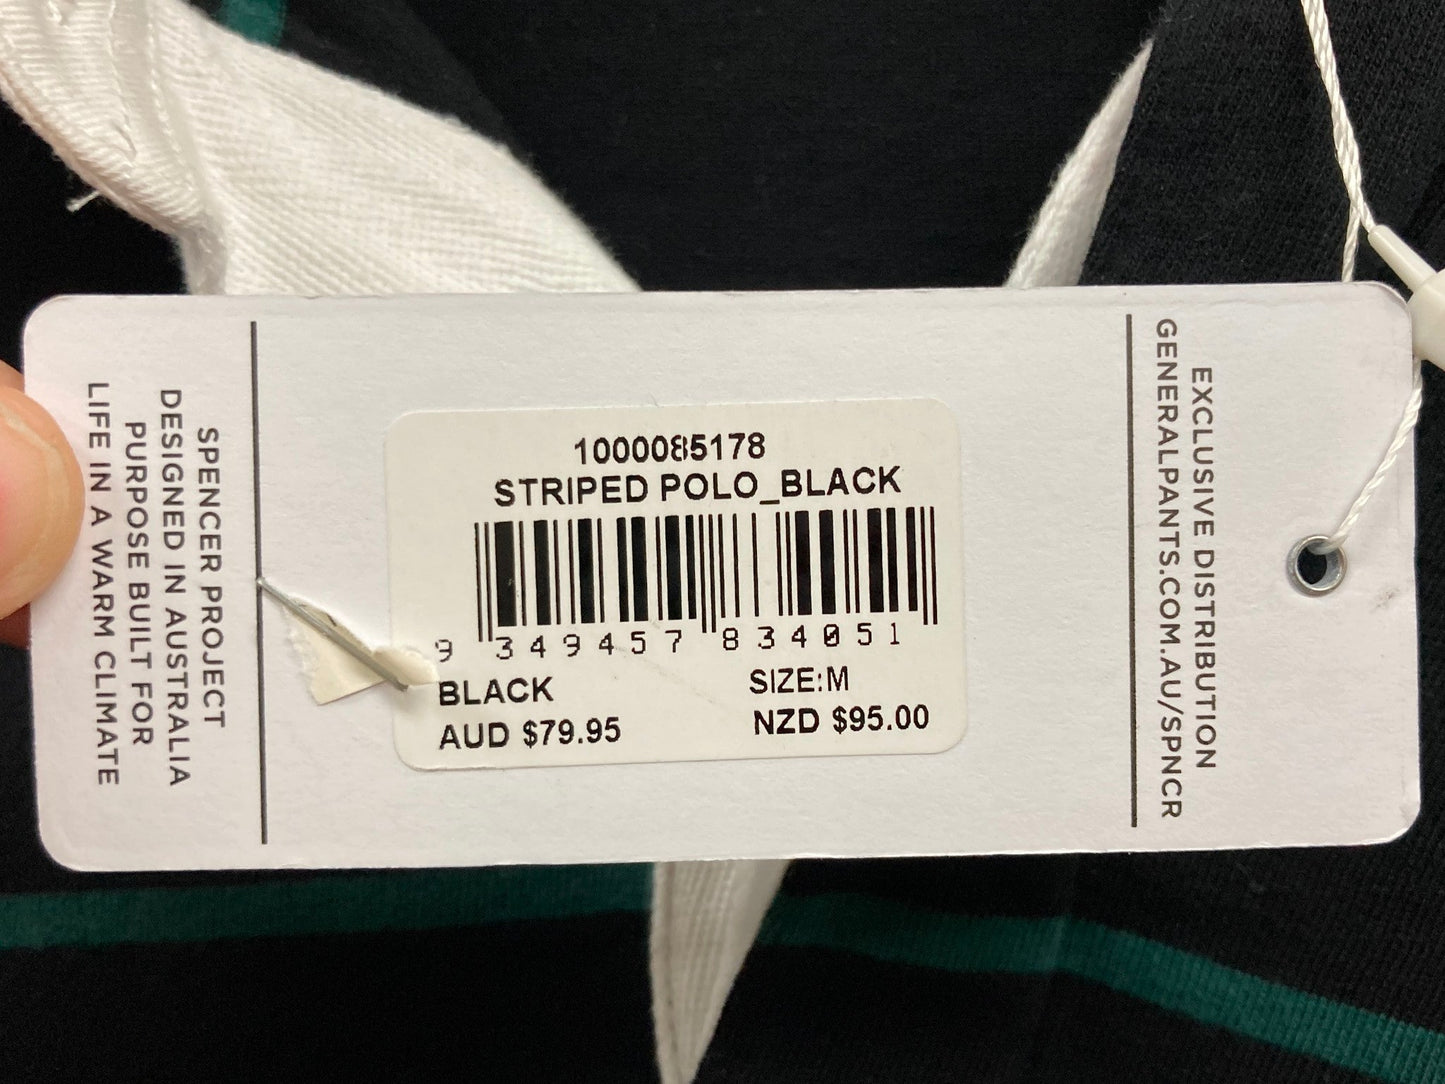 SPENCER PROJECT
DESIGNED IN AUSTRALIA
PURPOSE BUILT FOR
LIFE IN A WARM CLIMATE
1000085178
STRIPED POLO_BLACK
9 349457 834051
BLACK SIZE:M
AUD $79.95 NZD $95.00
EXCLUSIVE DISTRIBUTION
GENERALPANTS.COM.AU/SPNCR